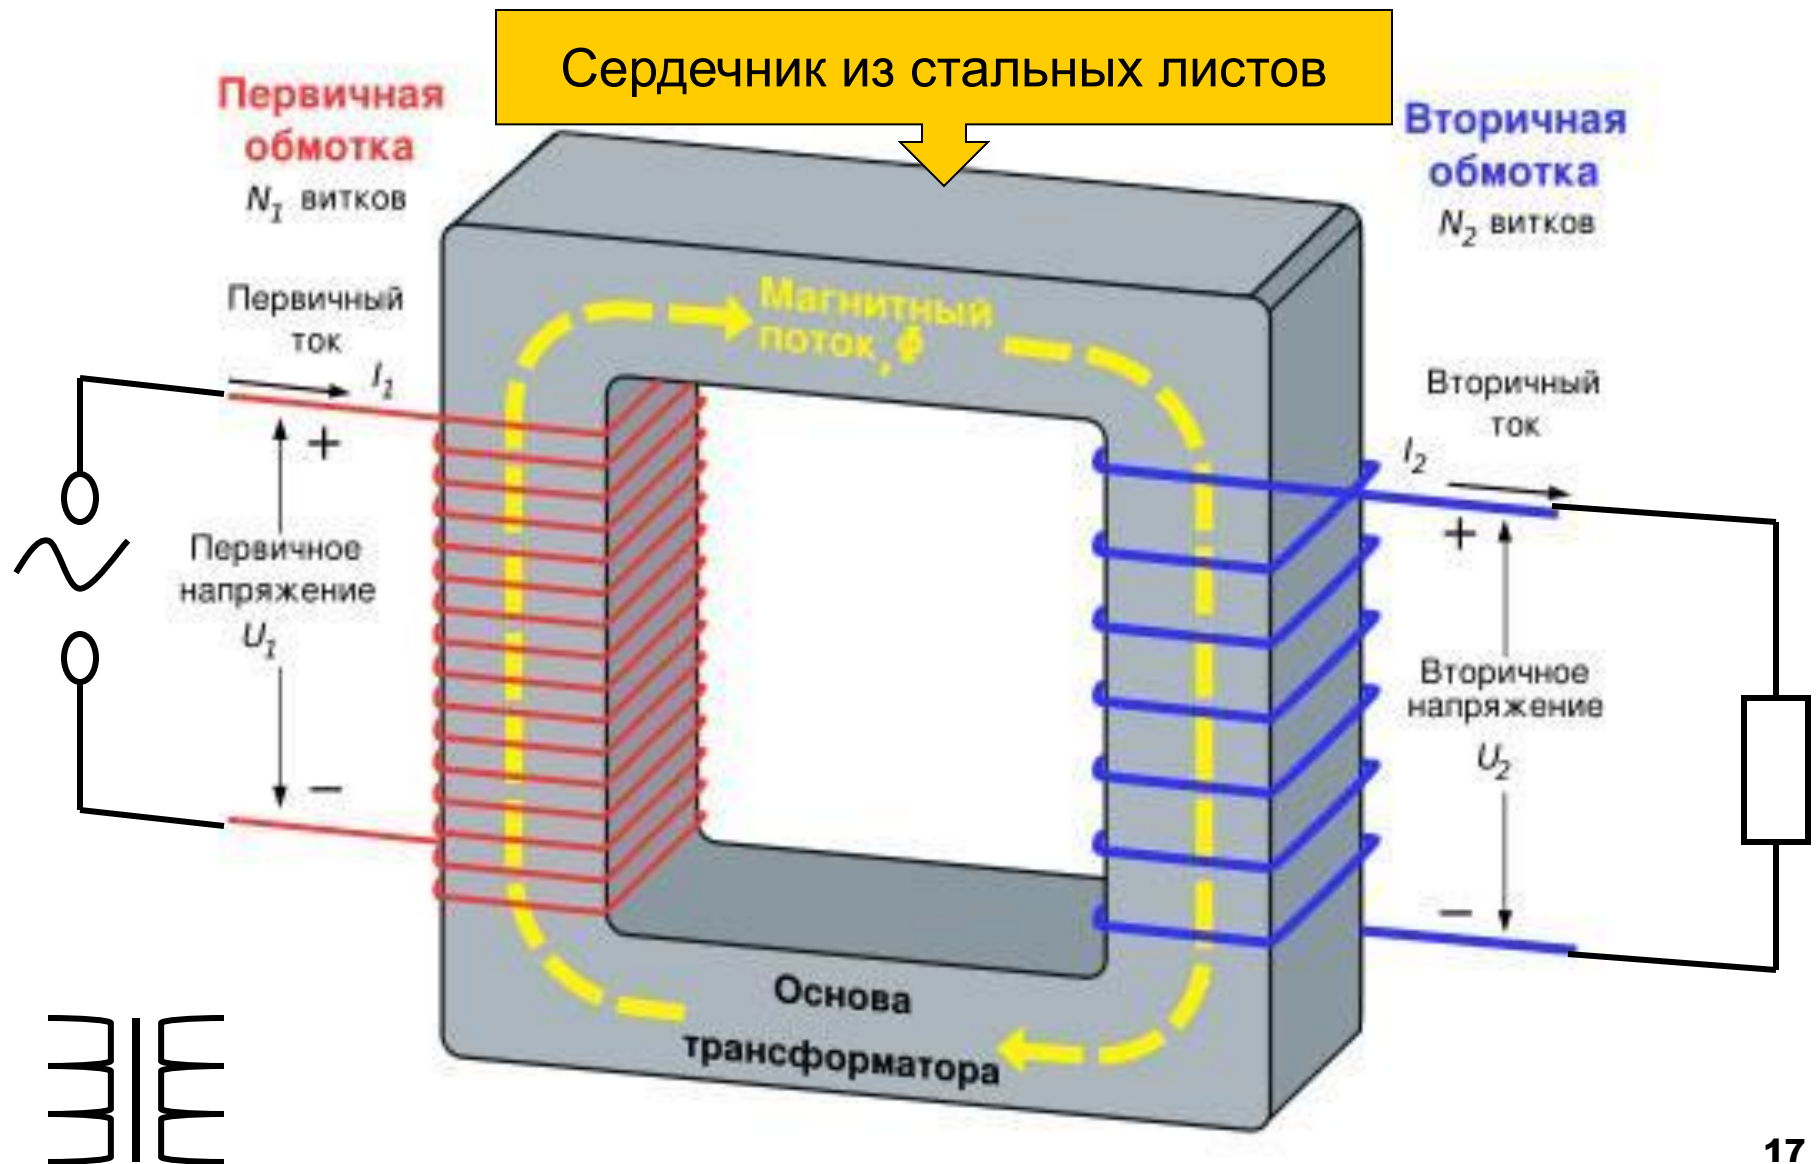 Сердечник из стальных листов
Первичная
обмотка
N₁ витков
Вторичная
обмотка
N₂ витков
Первичный
ток
I₁
Магнитный
поток, Ф
Вторичный
ток
I₂
+
+
Первичное
напряжение
U₁
Вторичное
напряжение
U₂
−
−
Основа
трансформатора
17